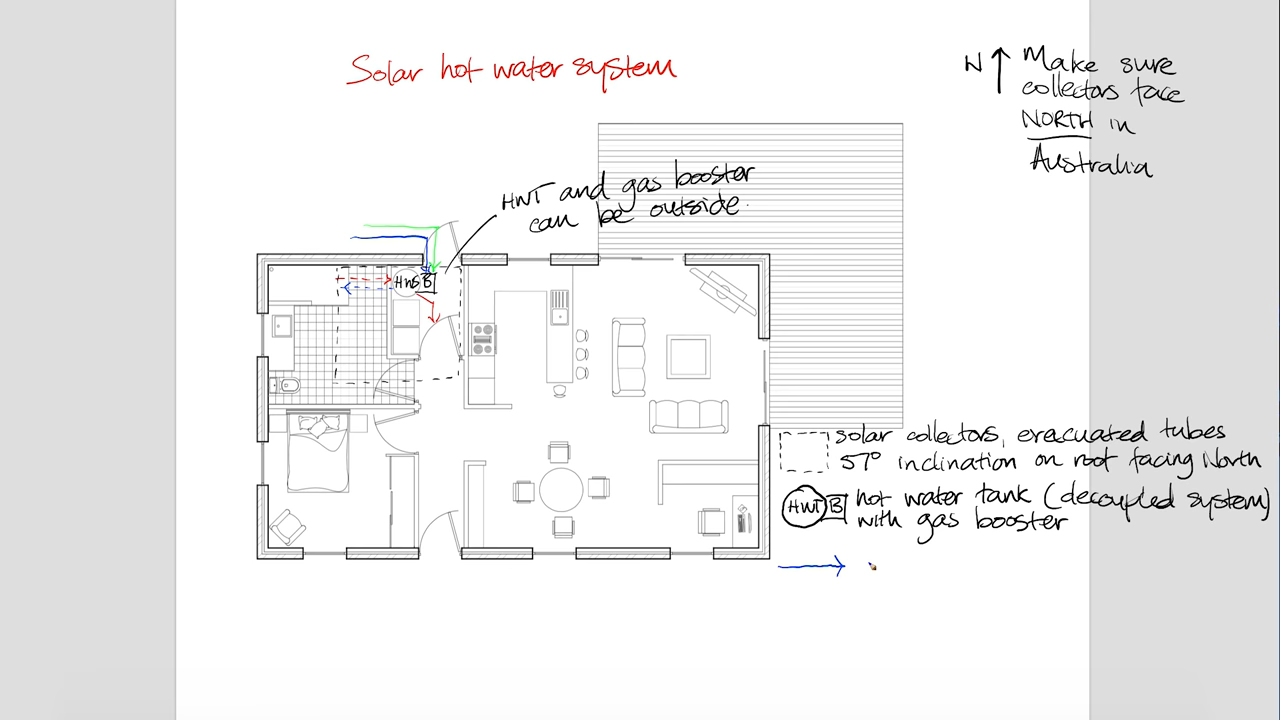 Solar hot water system
N
Make sure
collectors face
NORTH in
Australia
HWT and gas booster
can be outside.
HWS B
solar collectors, evacuated tubes
57° inclination on roof facing North
HWT B
hot water tank (decoupled system)
with gas booster